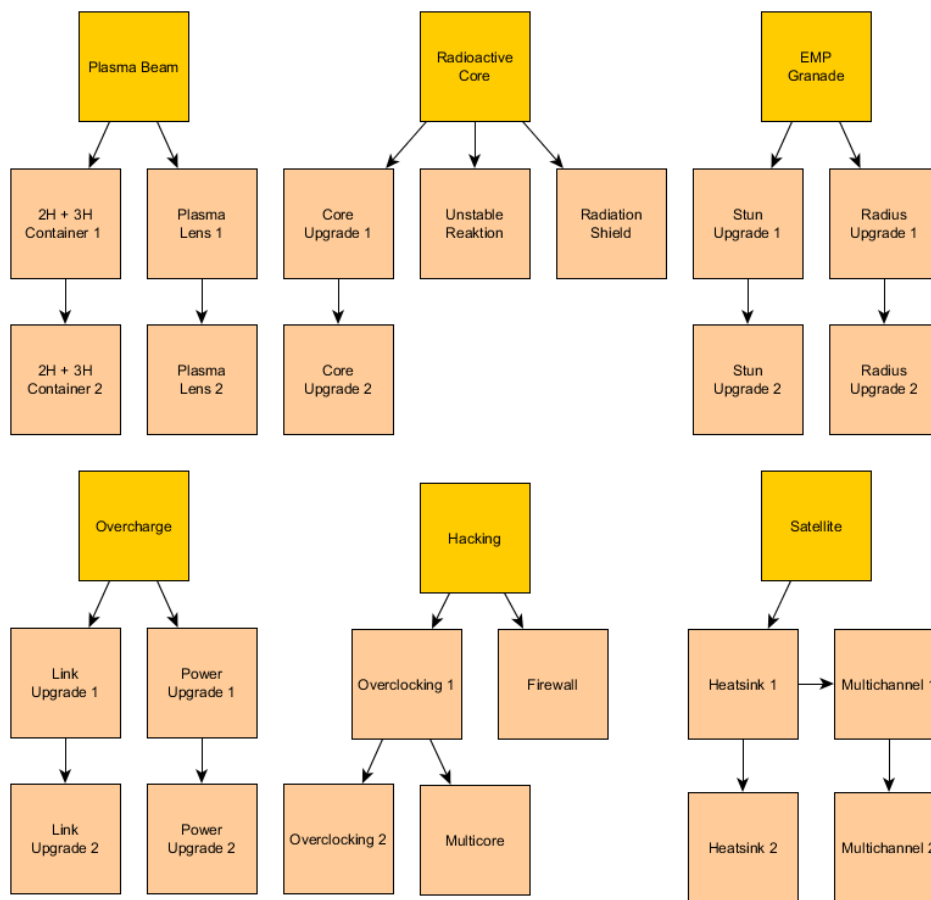 Plasma Beam
Radioactive
Core
EMP
Granade
2H + 3H
Container 1
Plasma
Lens 1
Core
Upgrade 1
Unstable
Reaktion
Radiation
Shield
Stun
Upgrade 1
Radius
Upgrade 1
2H + 3H
Container 2
Plasma
Lens 2
Core
Upgrade 2
Stun
Upgrade 2
Radius
Upgrade 2
Overcharge
Hacking
Satellite
Link
Upgrade 1
Power
Upgrade 1
Overclocking 1
Firewall
Heatsink 1
Multichannel 1
Link
Upgrade 2
Power
Upgrade 2
Overclocking 2
Multicore
Heatsink 2
Multichannel 2